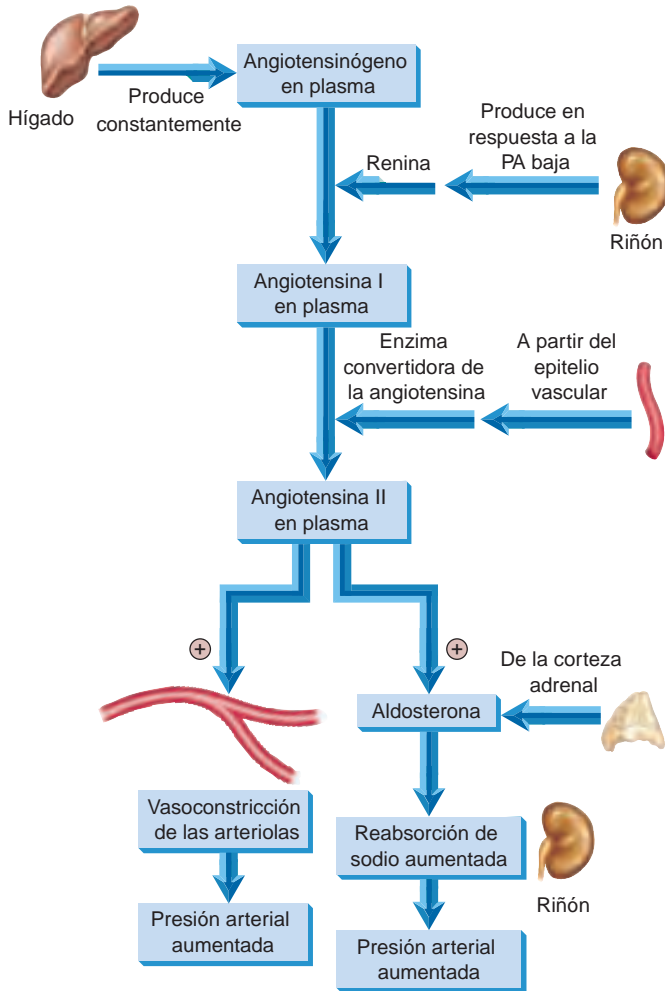 Hígado
Produce
constantemente
Angiotensinógeno
en plasma
Renina
Produce en
respuesta a la
PA baja
Riñón
Angiotensina I
en plasma
Enzima
convertidora de
la angiotensina
A partir del
epitelio
vascular
Angiotensina II
en plasma
+
+
De la corteza
adrenal
Aldosterona
Vasoconstricción
de las arteriolas
Reabsorción de
sodio aumentada
Riñón
Presión arterial
aumentada
Presión arterial
aumentada